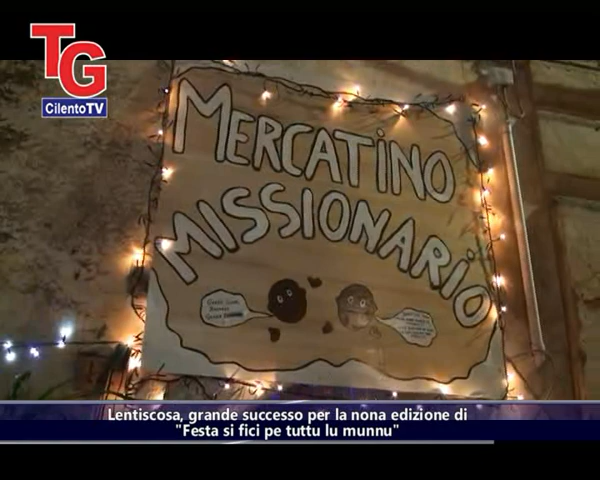 TG
CilentoTV
MERCATINO
MISSIONARIO
Lentiscosa, grande successo per la nona edizione di
"Festa si fici pe tuttu lu munnu"